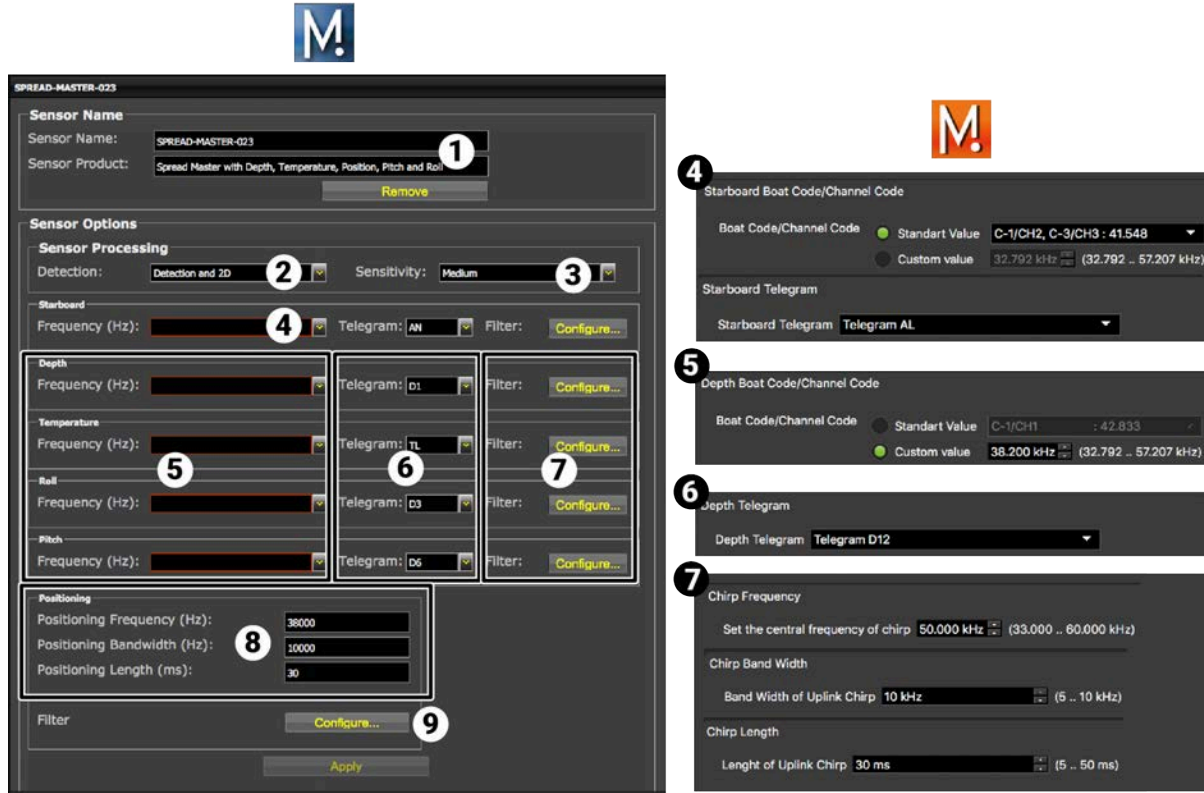 M!
SPREAD-MASTER-023
Sensor Name
Sensor Name: SPREAD-MASTER-023
1
Sensor Product: Spread Master with Depth, Temperature, Position, Pitch and Roll
Remove
Sensor Options
Sensor Processing
Detection: Detection and 2D 2 Sensitivity: Medium 3
Starboard
Frequency (Hz): 4 Telegram: AN Filter: Configure...
Depth
Frequency (Hz): Telegram: D1 Filter: Configure...
Temperature
Frequency (Hz): Telegram: TL Filter: Configure...
5 6 7
Roll
Frequency (Hz): Telegram: D3 Filter: Configure...
Pitch
Frequency (Hz): Telegram: D6 Filter: Configure...
Positioning
Positioning Frequency (Hz): 38000
Positioning Bandwidth (Hz): 8 10000
Positioning Length (ms): 30
Filter Configure... 9
Apply
M!
4
Starboard Boat Code/Channel Code
Boat Code/Channel Code Standart Value C-1/CH2, C-3/CH3 : 41.548
Custom value 32.792 kHz (32.792 .. 57.207 kHz)
Starboard Telegram
Starboard Telegram Telegram AL
5
Depth Boat Code/Channel Code
Boat Code/Channel Code Standart Value C-1/CH1 : 42.833
Custom value 38.200 kHz (32.792 .. 57.207 kHz)
6
Depth Telegram
Depth Telegram Telegram D12
7
Chirp Frequency
Set the central frequency of chirp 50.000 kHz (33.000 .. 60.000 kHz)
Chirp Band Width
Band Width of Uplink Chirp 10 kHz (5 .. 10 kHz)
Chirp Length
Lenght of Uplink Chirp 30 ms (5 .. 50 ms)